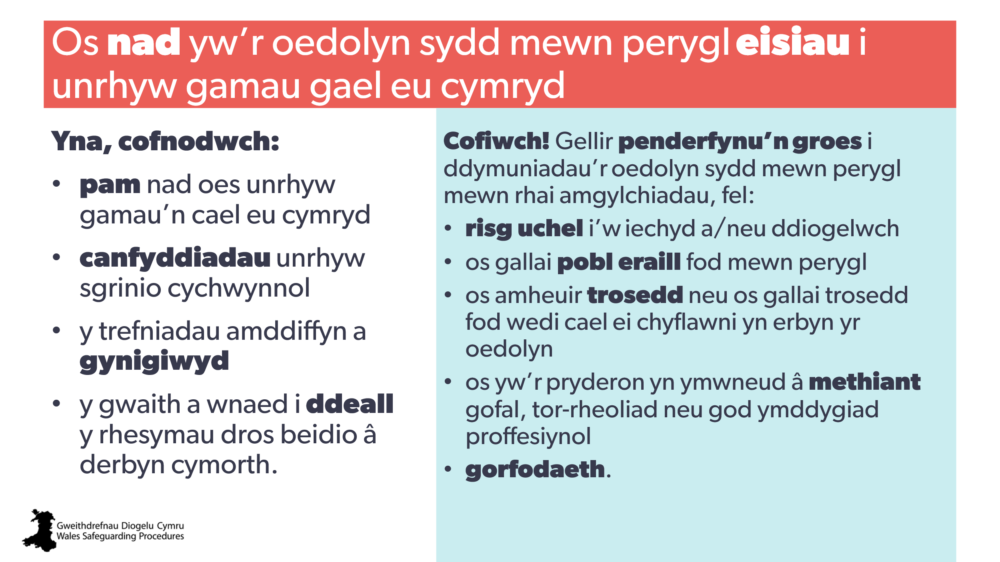 Os nad yw’r oedolyn sydd mewn perygl eisiau i
unrhyw gamau gael eu cymryd
Yna, cofnodwch:
• pam nad oes unrhyw
gamau’n cael eu cymryd
• canfyddiadau unrhyw
sgrinio cychwynnol
• y trefniadau amddiffyn a
gynigiwyd
• y gwaith a wnaed i ddeall
y rhesymau dros beidio â
derbyn cymorth.
Cofiwch! Gellir penderfynu’n groes i
ddymuniadau’r oedolyn sydd mewn perygl
mewn rhai amgylchiadau, fel:
• risg uchel i’w iechyd a/neu ddiogelwch
• os gallai pobl eraill fod mewn perygl
• os amheuir trosedd neu os gallai trosedd
fod wedi cael ei chyflawni yn erbyn yr
oedolyn
• os yw’r pryderon yn ymwneud â methiant
gofal, tor-rheoliad neu god ymddygiad
proffesiynol
• gorfodaeth.
Gweithdrefnau Diogelu Cymru
Wales Safeguarding Procedures